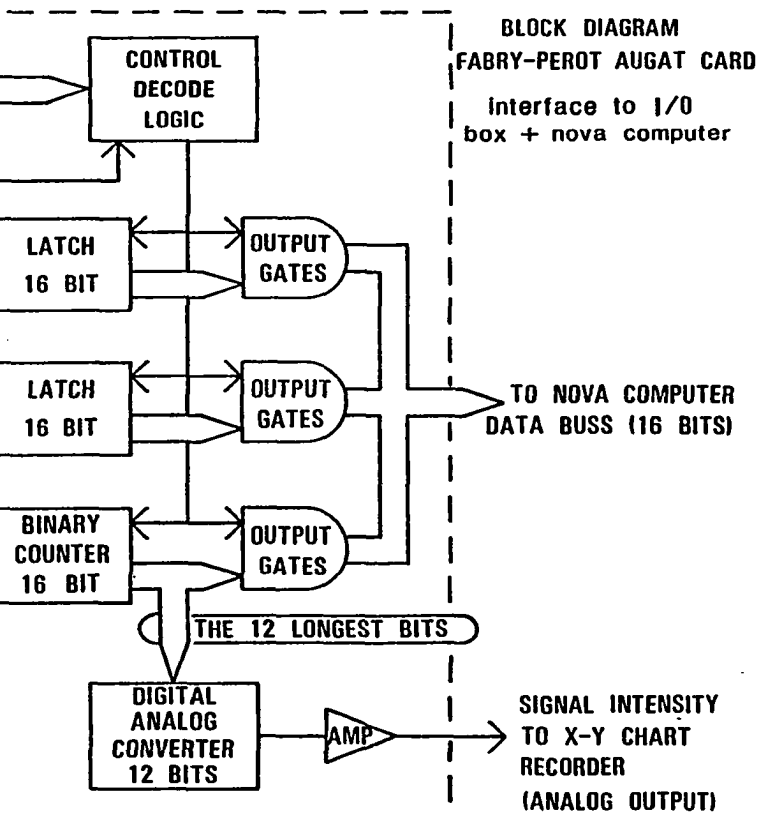 BLOCK DIAGRAM
FABRY-PEROT AUGAT CARD
interface to I/O
box + nova computer
CONTROL
DECODE
LOGIC
LATCH
16 BIT
OUTPUT
GATES
LATCH
16 BIT
OUTPUT
GATES
TO NOVA COMPUTER
DATA BUSS (16 BITS)
BINARY
COUNTER
16 BIT
OUTPUT
GATES
THE 12 LONGEST BITS
DIGITAL
ANALOG
CONVERTER
12 BITS
AMP
SIGNAL INTENSITY
TO X-Y CHART
RECORDER
(ANALOG OUTPUT)